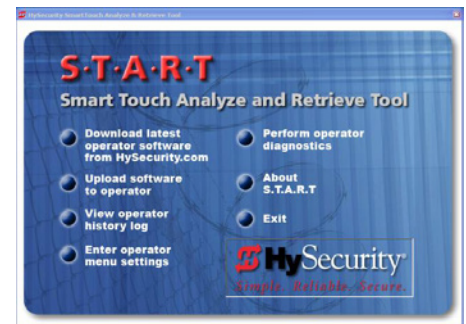 HySecurity Smart Touch Analyze & Retrieve Tool
S·T·A·R·T
Smart Touch Analyze and Retrieve Tool
Download latest
operator software
from HySecurity.com
Upload software
to operator
View operator
history log
Enter operator
menu settings
Perform operator
diagnostics
About
S.T.A.R.T
Exit
HySecurity
Simple. Reliable. Secure.